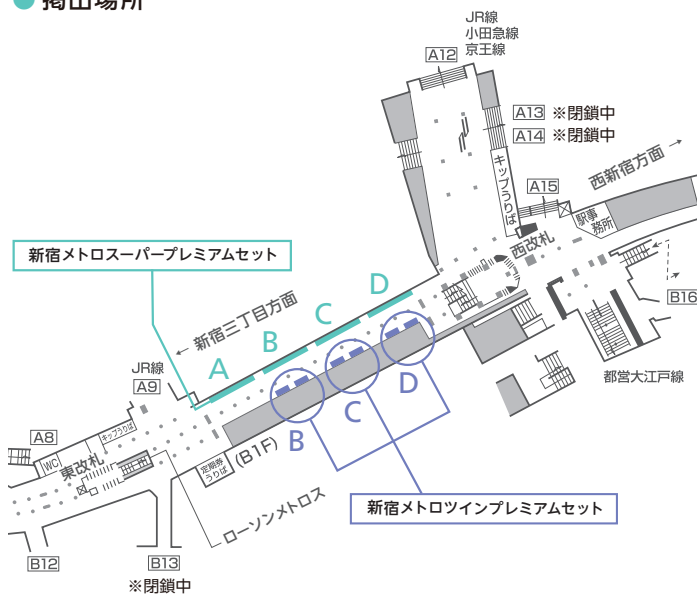 掲出場所
JR線
小田急線
京王線
A12
A13 ※閉鎖中
A14 ※閉鎖中
キップうりば
A15
西新宿方面 →
駅事
務所
西改札
B16
都営大江戸線
新宿メトロスーパープレミアムセット
← 新宿三丁目方面
A
B
C
D
JR線
A9
A8
WC
キップうりば
東改札
定期券
うりば
(B1F)
B
C
D
ローソンメトロス
新宿メトロツインプレミアムセット
B12
B13
※閉鎖中